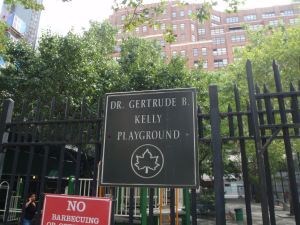 DR. GERTRUDE B.
KELLY
PLAYGROUND
NO
BARBECUING